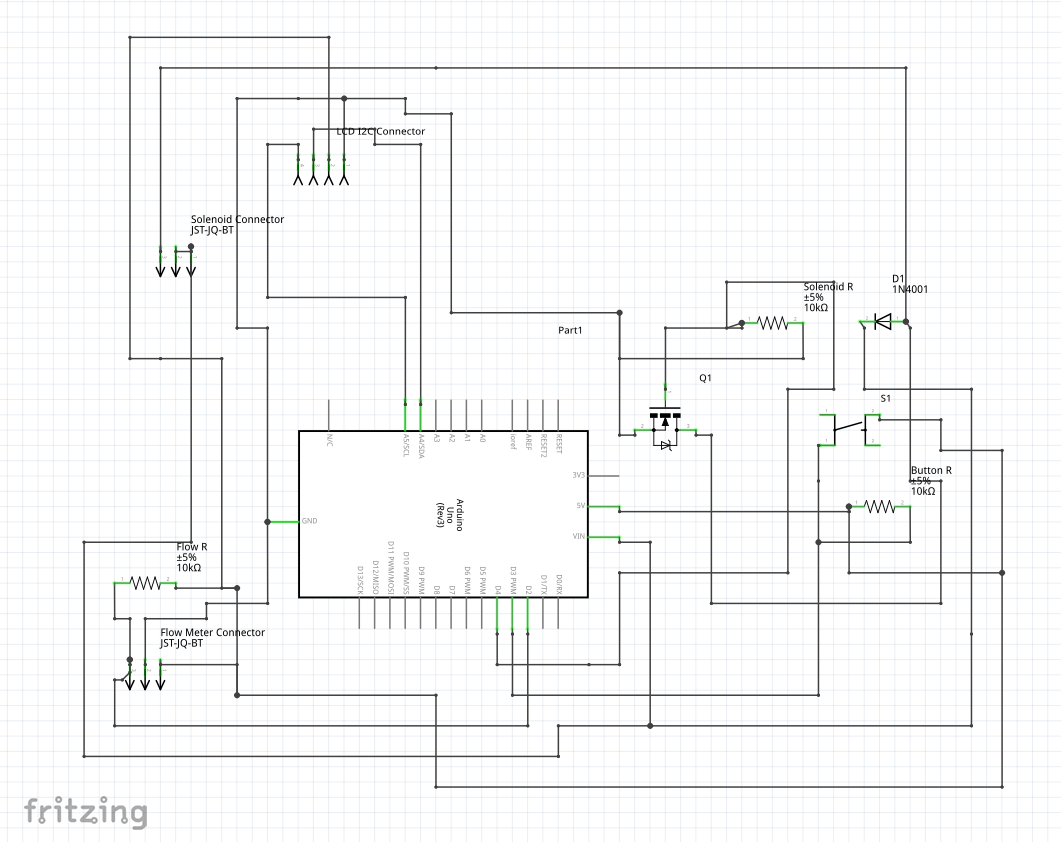 LCD I2C Connector
Solenoid Connector
JST-JQ-BT
D1
1N4001
Solenoid R
±5%
10kΩ
Part1
Q1
S1
N/C
A5/SCL
A4/SDA
A3
A2
A1
A0
ioref
AREF
RESET2
RESET
Button R
±5%
10kΩ
3V3
5V
VIN
GND
Arduino
Uno
(Rev3)
Flow R
±5%
10kΩ
D13/SCK
D12/MISO
D11 PWM/MOSI
D10 PWM/SS
D9 PWM
D8
D7
D6 PWM
D5 PWM
D4
D3 PWM
D2
D1/TX
D0/RX
Flow Meter Connector
JST-JQ-BT
fritzing